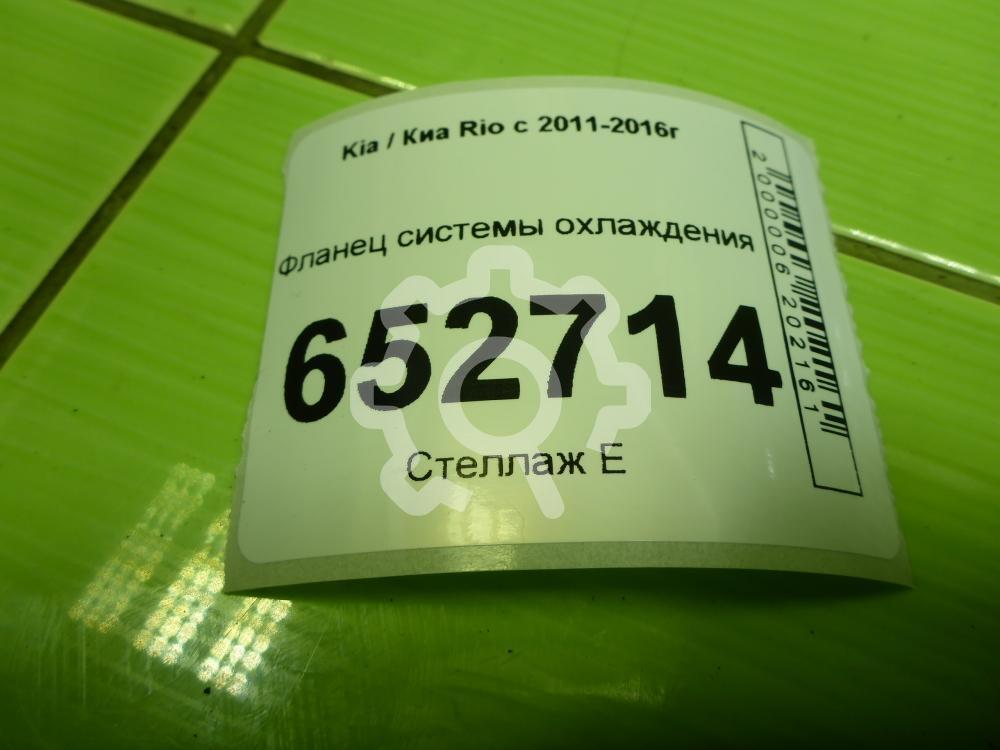 Kia / Киа Rio с 2011-2016г
Фланец системы охлаждения
652714
Стеллаж Е
2000006202161